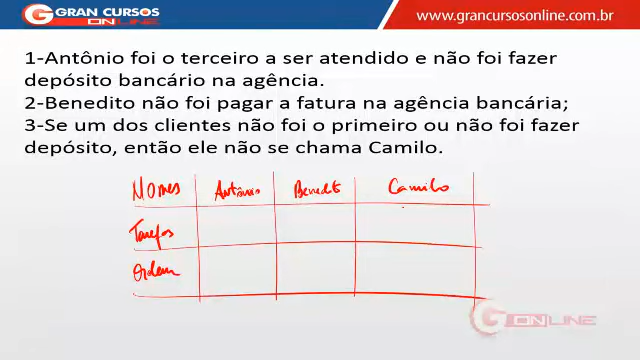 GRAN CURSOS
ONLINE
www.grancursosonline.com.br
1-Antônio foi o terceiro a ser atendido e não foi fazer
depósito bancário na agência.
2-Benedito não foi pagar a fatura na agência bancária;
3-Se um dos clientes não foi o primeiro ou não foi fazer
depósito, então ele não se chama Camilo.
Nomes Antônio Benedito Camilo
Tarefas
Ordem
G ONLINE